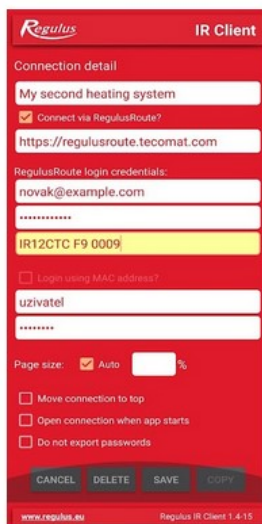 Regulus IR Client
Connection detail
My second heating system
Connect via RegulusRoute?
https://regulusroute.tecomat.com
RegulusRoute login credentials:
novak@example.com
••••••••••••
IR12CTC F9 0009
Login using MAC address?
uzivatel
••••••••
Page size: Auto %
Move connection to top
Open connection when app starts
Do not export passwords
CANCEL DELETE SAVE COPY
www.regulus.eu Regulus IR Client 1.4-15